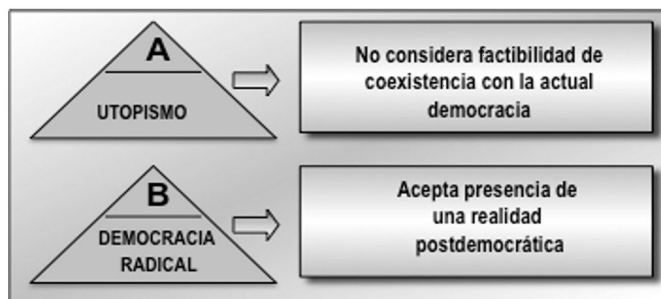 A
UTOPISMO
No considera factibilidad de
coexistencia con la actual
democracia
B
DEMOCRACIA
RADICAL
Acepta presencia de
una realidad
postdemocrática